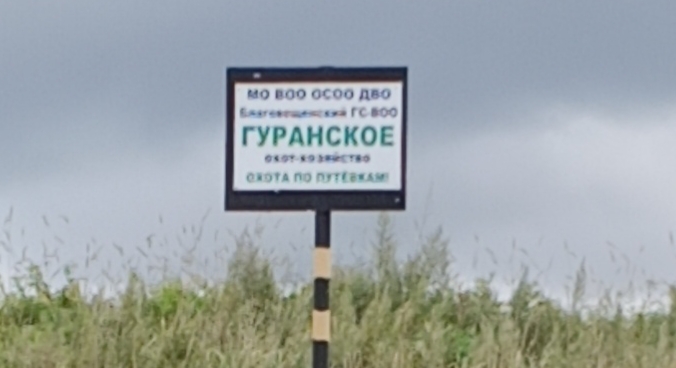 МО ВОО ОСОО ДВО
Благовещенский ГС-ВОО
ГУРАНСКОЕ
охот-хозяйство
ОХОТА ПО ПУТЁВКАМ!